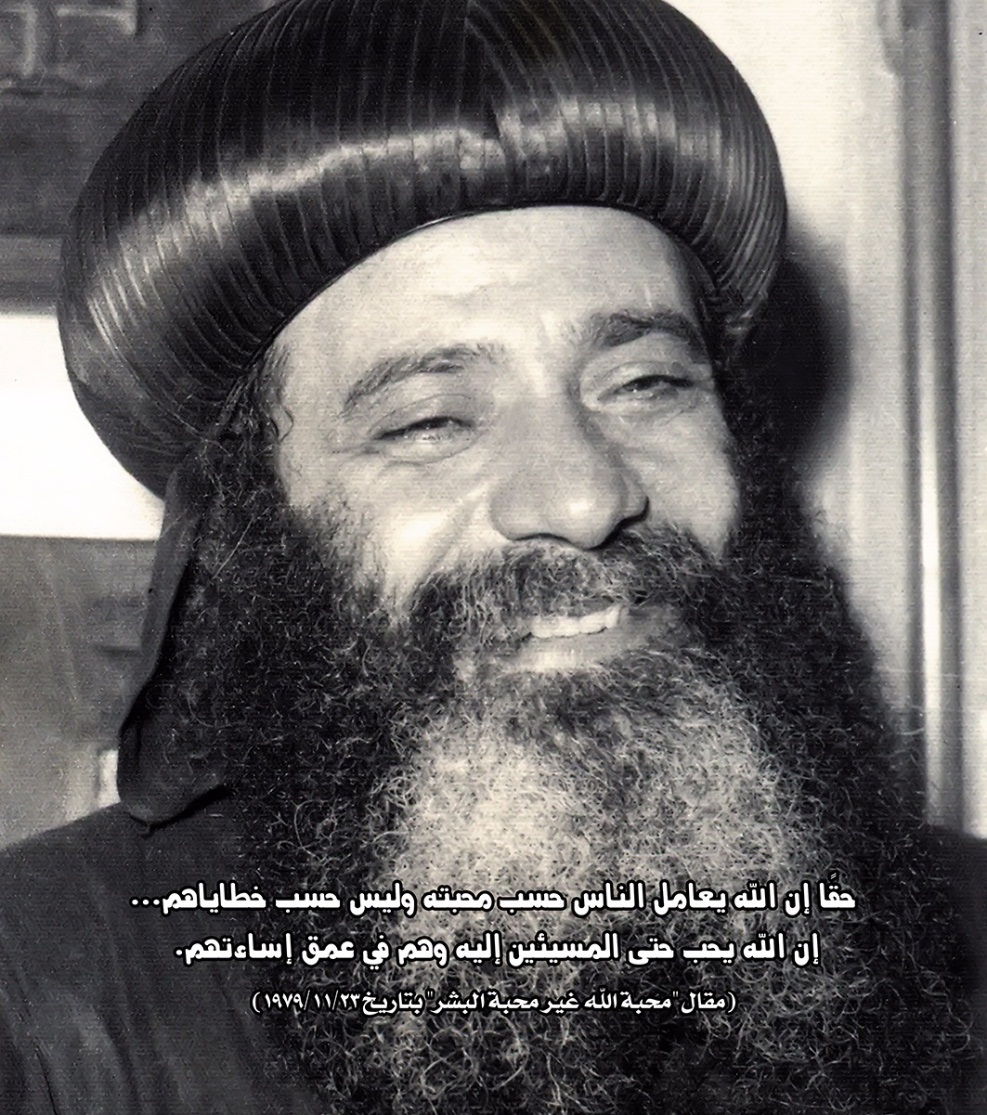 حقًا إن الله يعامل الناس حسب محبته وليس حسب خطاياهم...
إن الله يحب حتى المسيئين إليه وهم في عمق إساءتهم.
(مقال "محبة الله غير محبة البشر" بتاريخ ١٩٧٩/١١/٢٣)